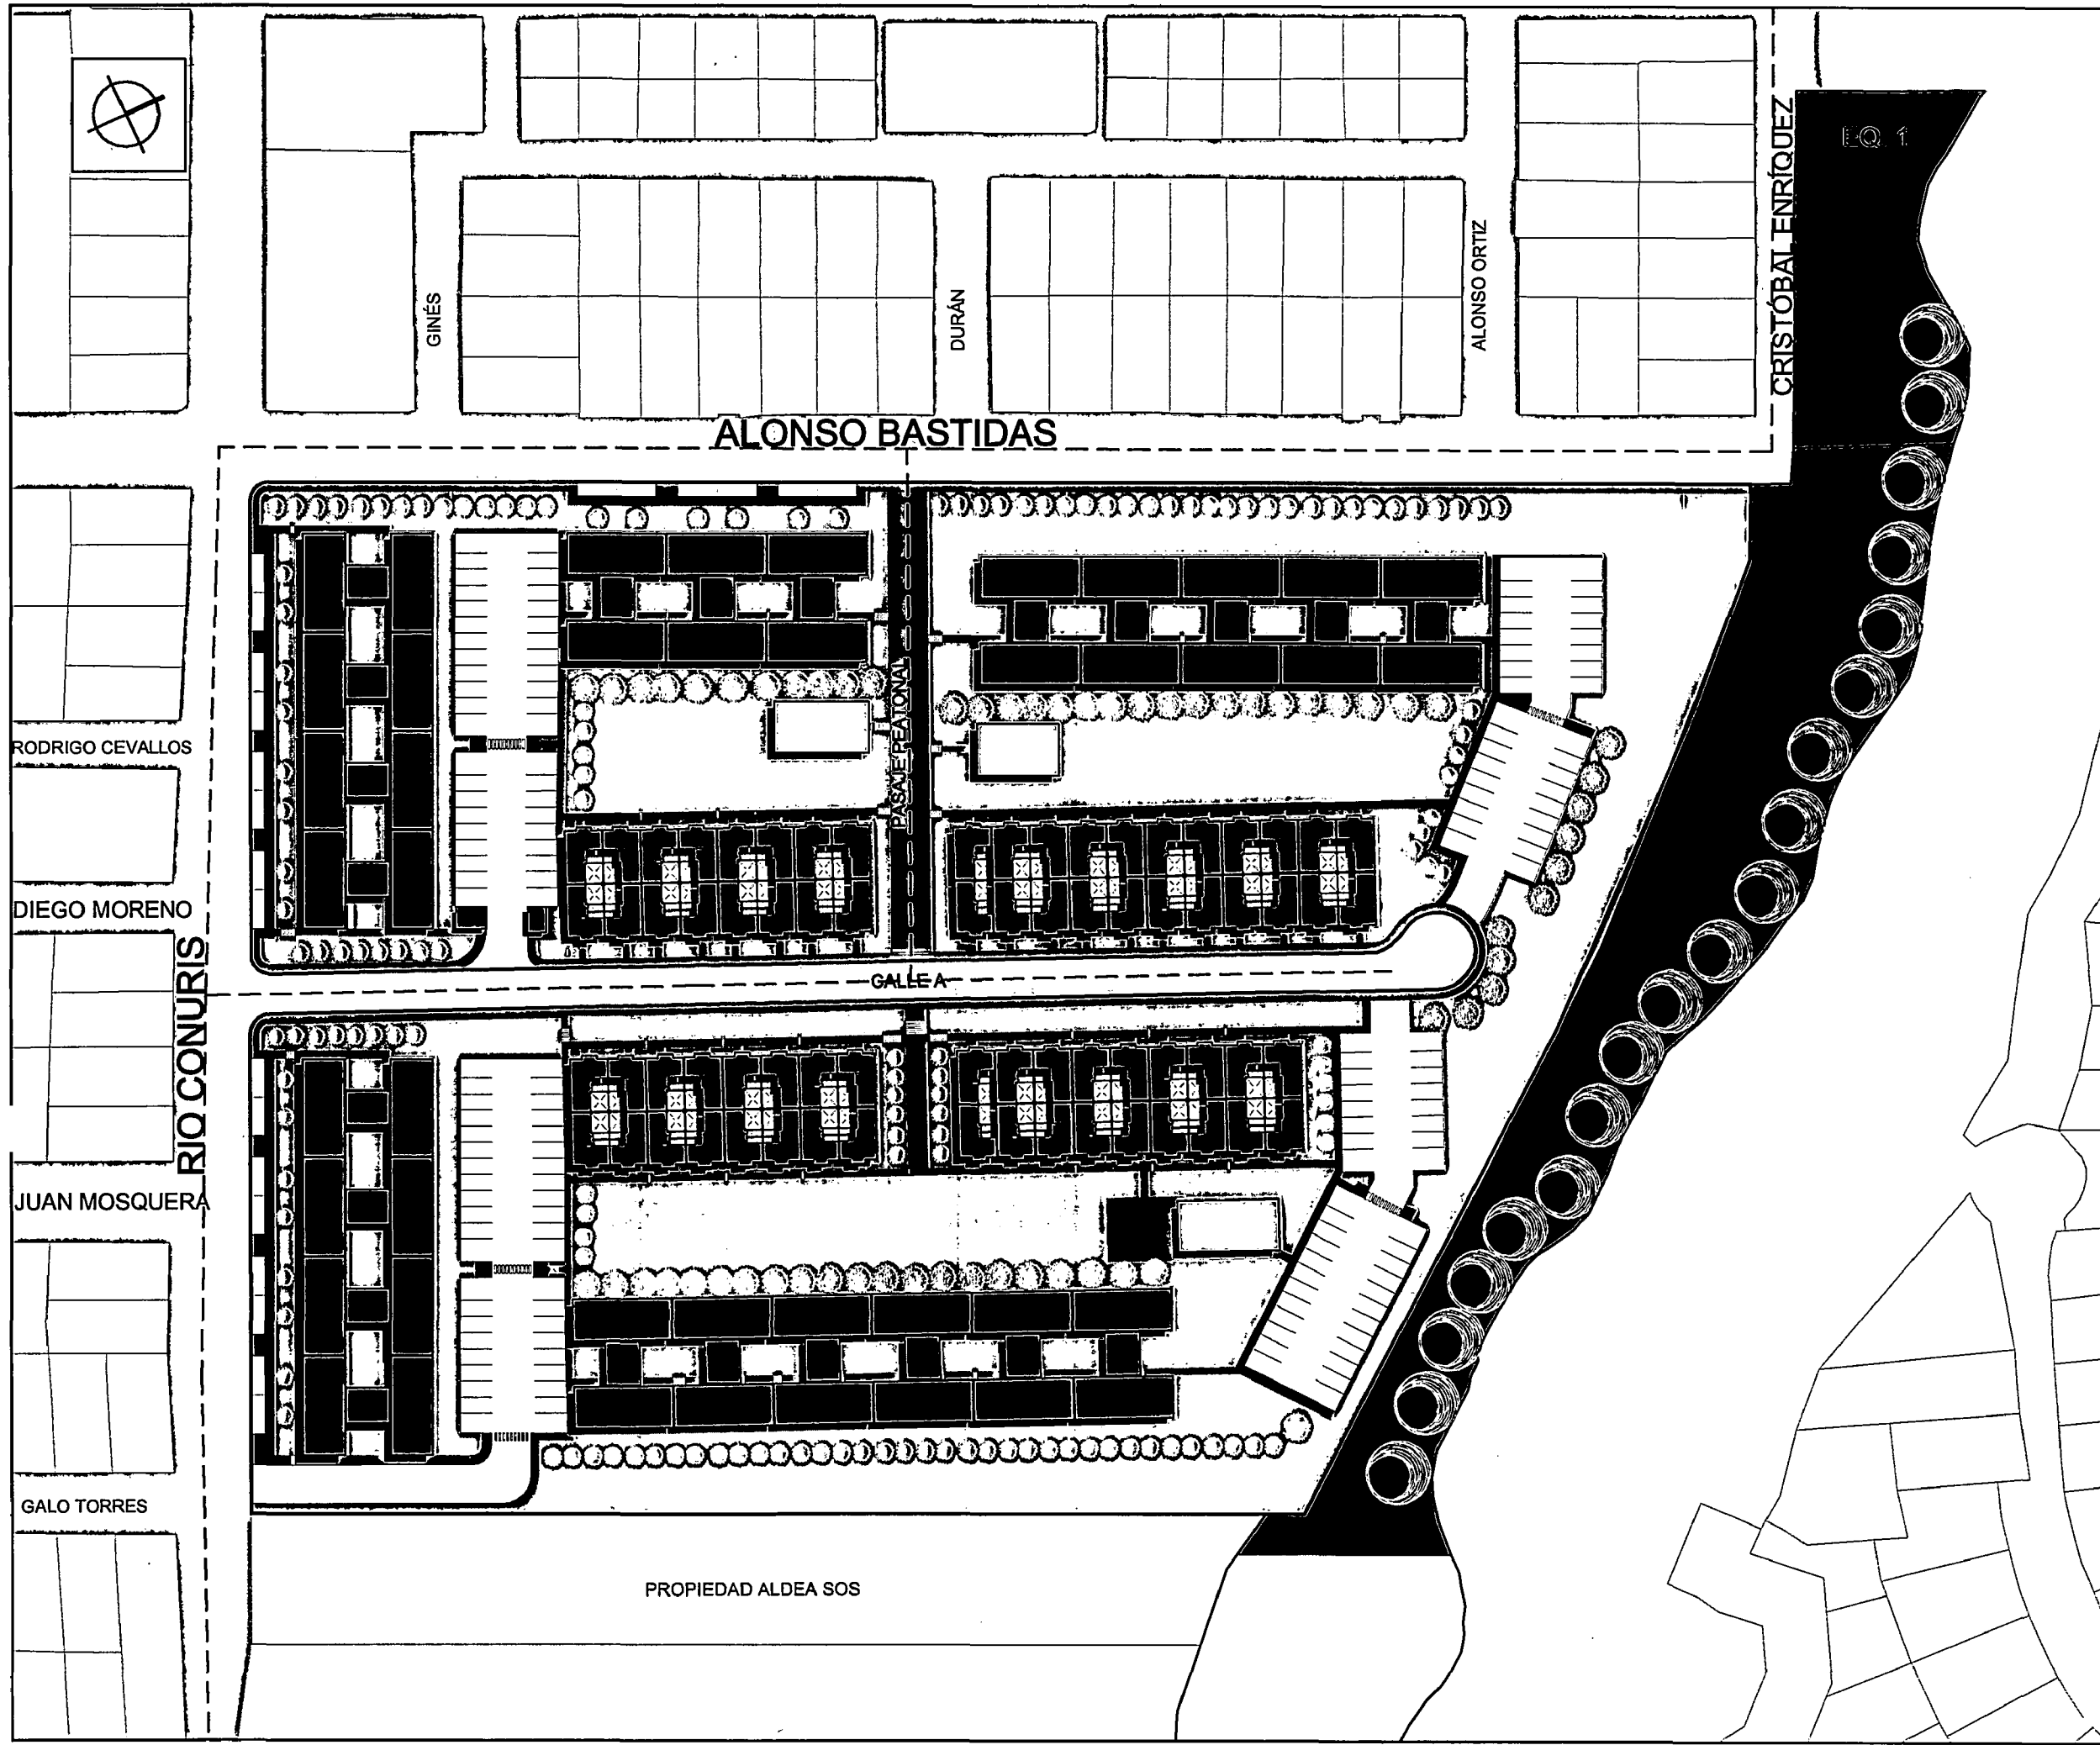 EQ. 1
CRISTÓBAL ENRÍQUEZ
GINÉS
DURÁN
ALONSO ORTIZ
ALONSO BASTIDAS
PASAJE PEATONAL
RODRIGO CEVALLOS
DIEGO MORENO
RIO CONURIS
CALLE A
JUAN MOSQUERA
GALO TORRES
PROPIEDAD ALDEA SOS